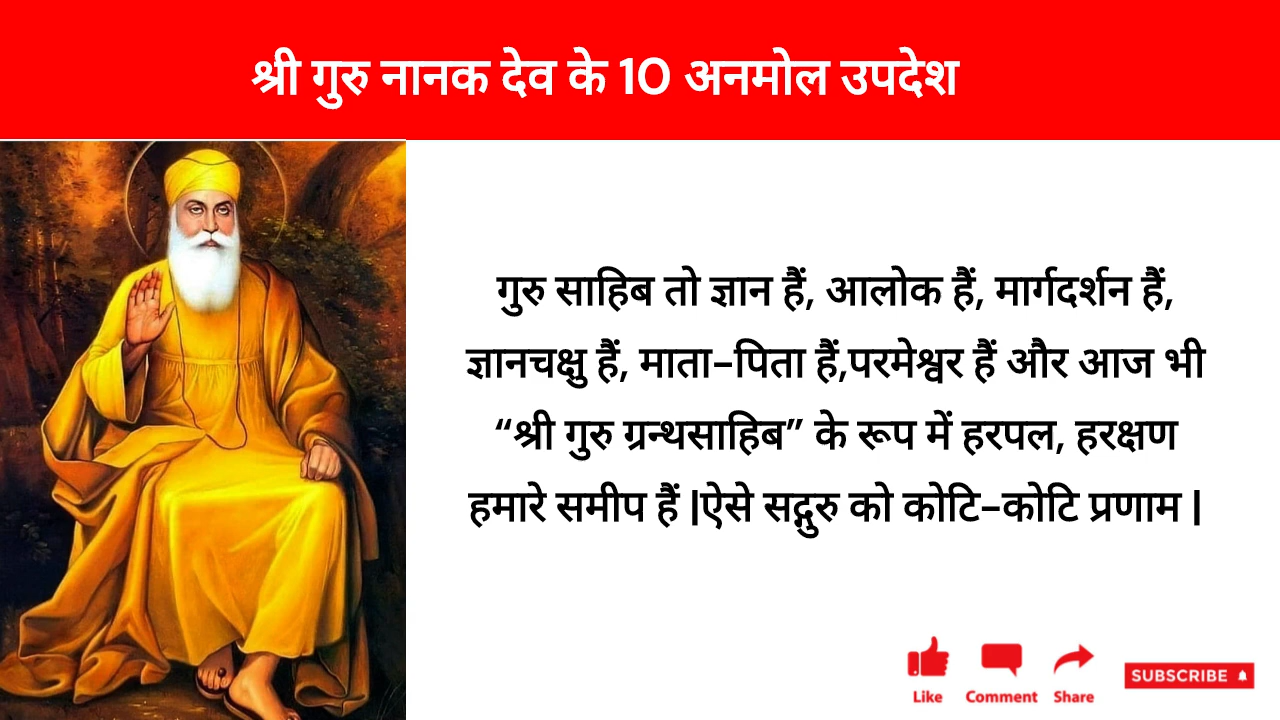 श्री गुरु नानक देव के 10 अनमोल उपदेश
गुरु साहिब तो ज्ञान हैं, आलोक हैं, मार्गदर्शन हैं,
ज्ञानचक्षु हैं, माता-पिता हैं,परमेश्वर हैं और आज भी
“श्री गुरु ग्रन्थसाहिब” के रूप में हरपल, हरक्षण
हमारे समीप हैं |ऐसे सद्गुरु को कोटि-कोटि प्रणाम |
Like Comment Share SUBSCRIBE